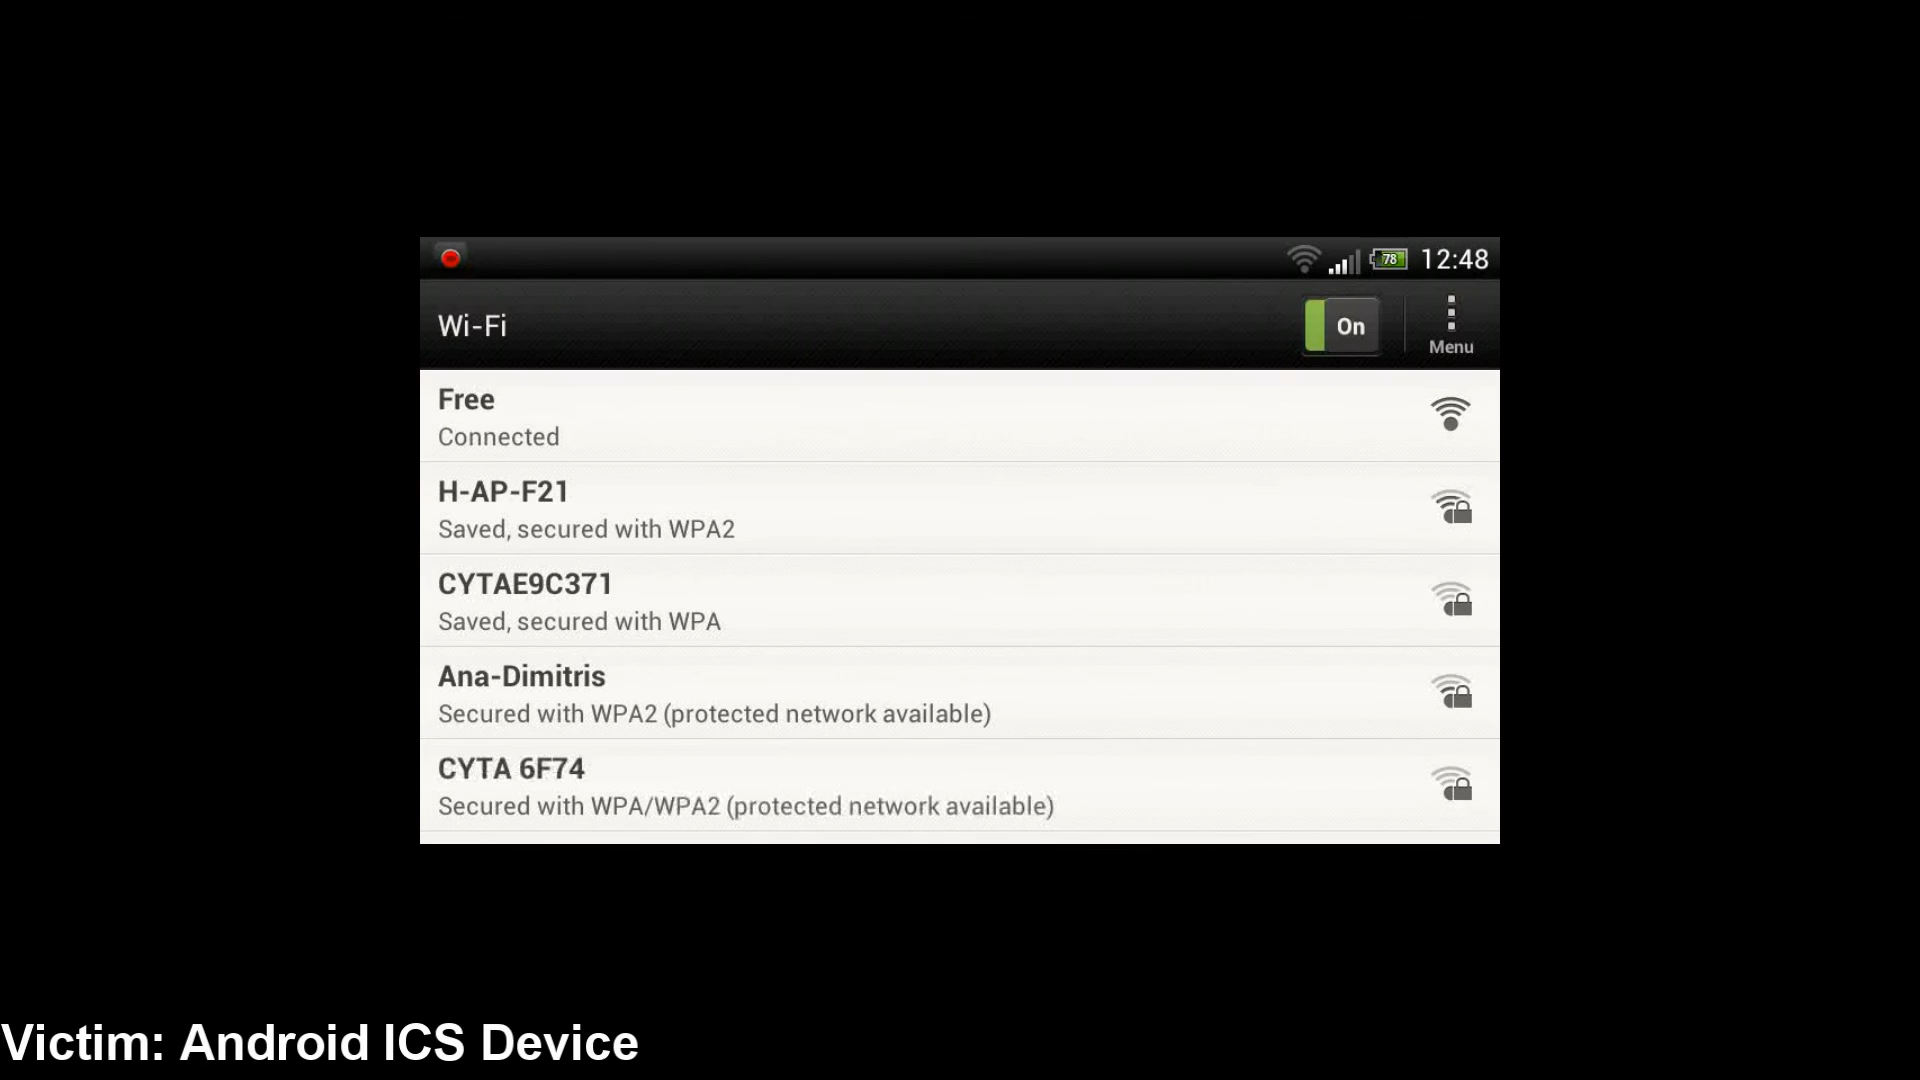 78 12:48
Wi-Fi
On
Menu
Free
Connected
H-AP-F21
Saved, secured with WPA2
CYTAE9C371
Saved, secured with WPA
Ana-Dimitris
Secured with WPA2 (protected network available)
CYTA 6F74
Secured with WPA/WPA2 (protected network available)
Victim: Android ICS Device